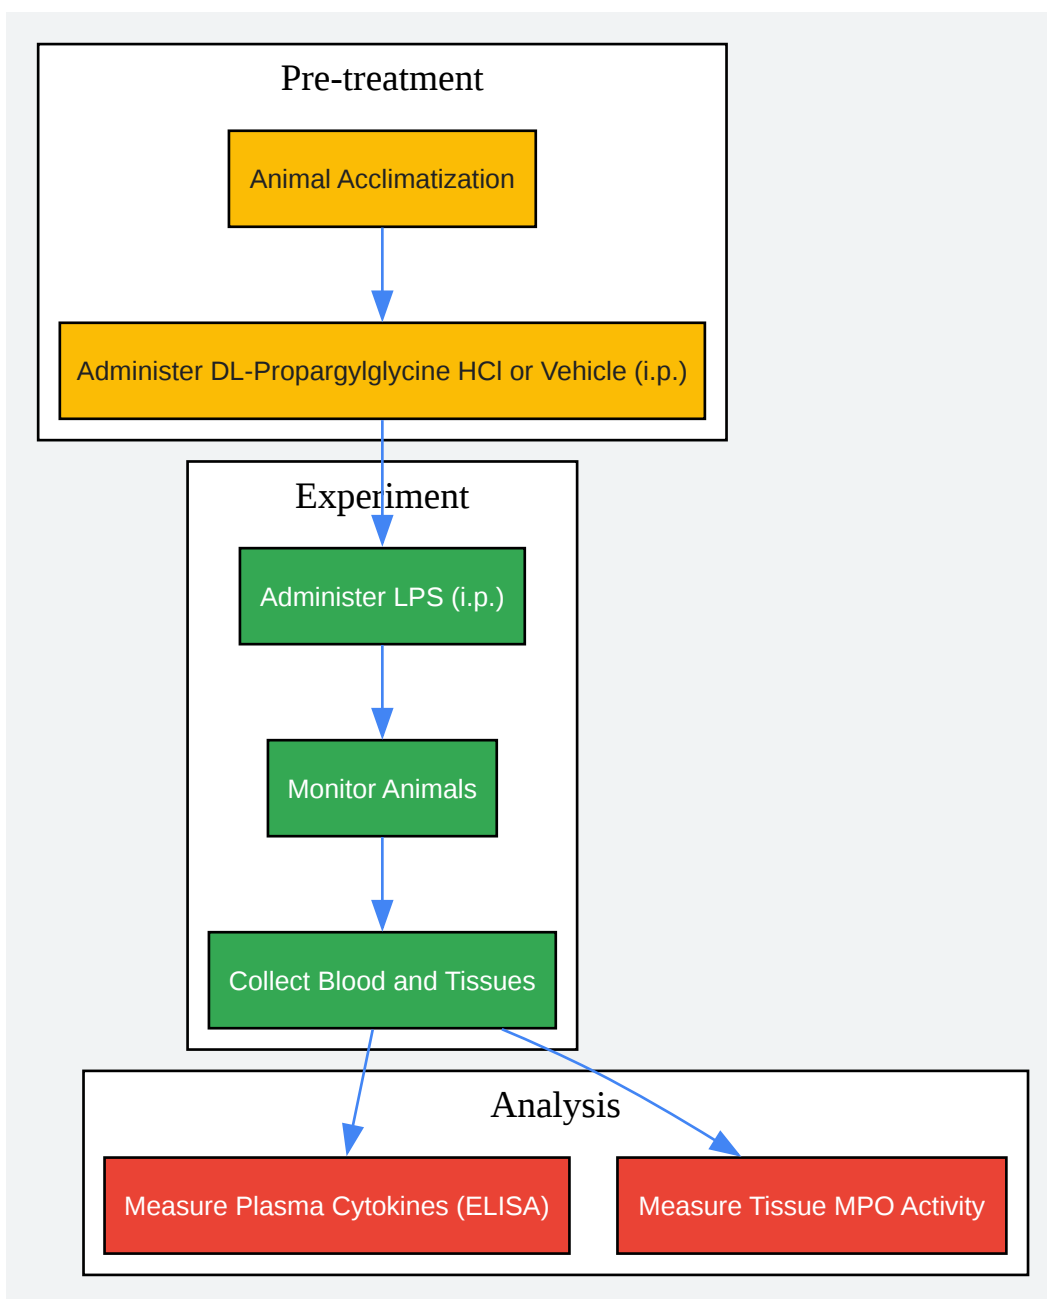 Pre-treatment
Animal Acclimatization
Administer DL-Propargylglycine HCl or Vehicle (i.p.)
Experiment
Administer LPS (i.p.)
Monitor Animals
Collect Blood and Tissues
Analysis
Measure Plasma Cytokines (ELISA)
Measure Tissue MPO Activity